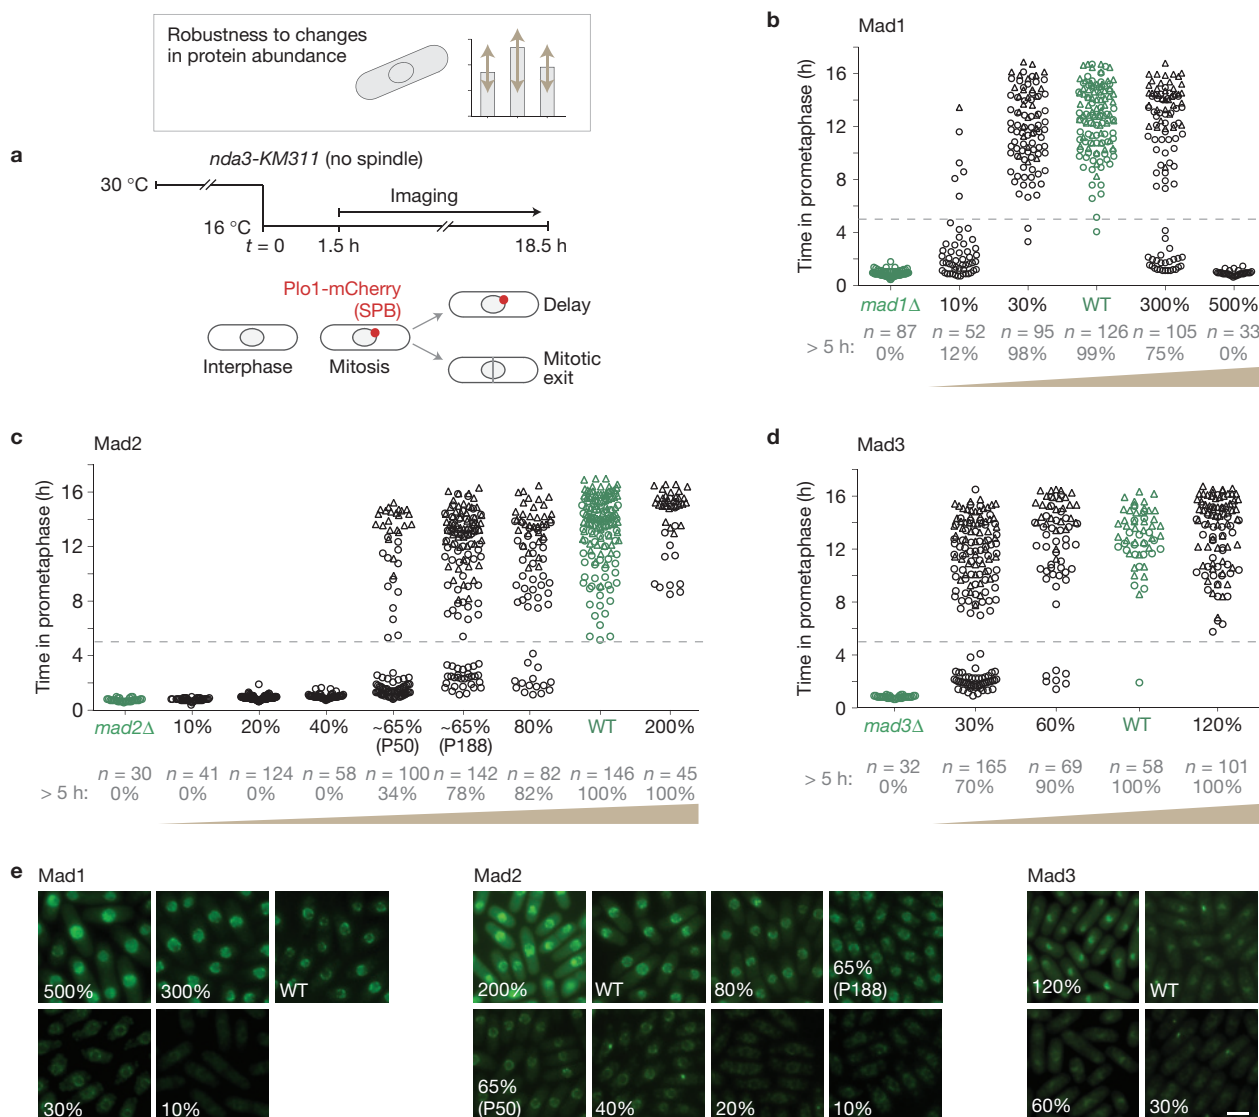 Robustness to changes
in protein abundance
a
nda3-KM311 (no spindle)
30 °C
Imaging
16 °C
t = 0
1.5 h
18.5 h
Plo1-mCherry
(SPB)
Delay
Interphase
Mitosis
Mitotic
exit
b
Mad1
Time in prometaphase (h)
16
12
8
4
0
mad1Δ 10% 30% WT 300% 500%
n = 87 n = 52 n = 95 n = 126 n = 105 n = 33
> 5 h: 0% 12% 98% 99% 75% 0%
c
Mad2
Time in prometaphase (h)
16
12
8
4
0
mad2Δ 10% 20% 40% ~65% ~65% 80% WT 200%
(P50) (P188)
n = 30 n = 41 n = 124 n = 58 n = 100 n = 142 n = 82 n = 146 n = 45
> 5 h: 0% 0% 0% 0% 34% 78% 82% 100% 100%
d
Mad3
Time in prometaphase (h)
16
12
8
4
0
mad3Δ 30% 60% WT 120%
n = 32 n = 165 n = 69 n = 58 n = 101
0% 70% 90% 100% 100%
e
Mad1
500% 300% WT
30% 10%
Mad2
200% WT 80% 65%
(P188)
65%
(P50) 40% 20% 10%
Mad3
120% WT
60% 30%